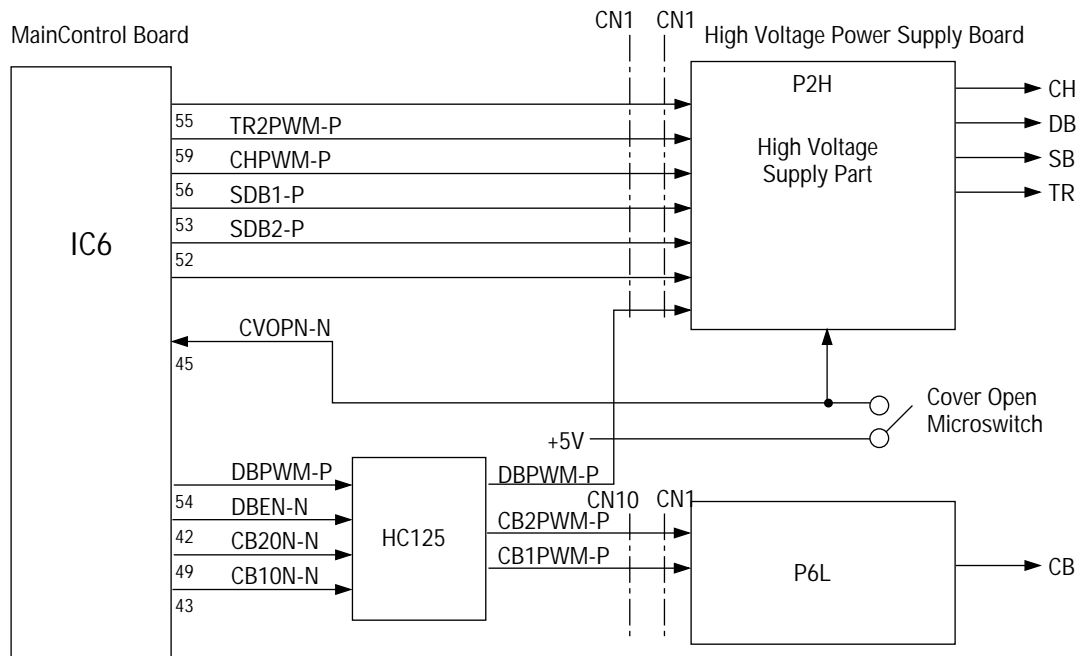 CN1 CN1
MainControl Board
High Voltage Power Supply Board
P2H
CH
55 TR2PWM-P
DB
59 CHPWM-P
High Voltage
Supply Part
SB
56 SDB1-P
TR
53 SDB2-P
IC6
52
CVOPN-N
45
Cover Open
Microswitch
+5V
DBPWM-P
DBPWM-P
54 DBEN-N
CN10 CN1
CB2PWM-P
42 CB20N-N
HC125
CB1PWM-P
49 CB10N-N
P6L
CB
43